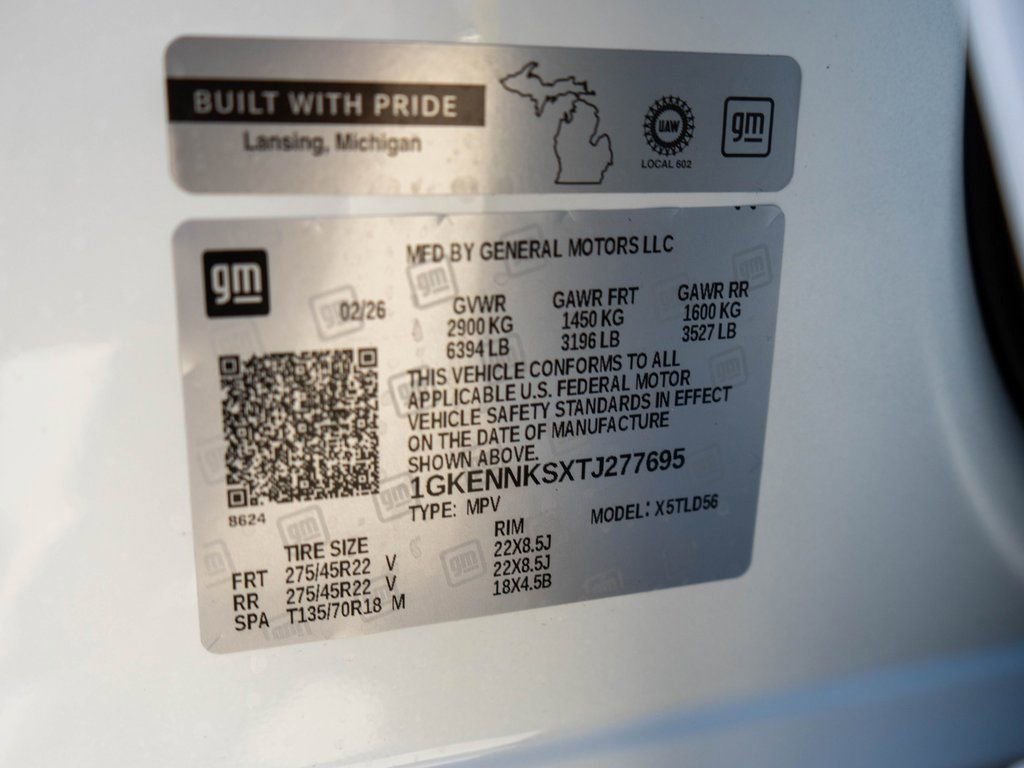 BUILT WITH PRIDE
Lansing, Michigan
UAW
LOCAL 602
gm
gm
MFD BY GENERAL MOTORS LLC
02/26
GVWR GAWR FRT GAWR RR
2900 KG 1450 KG 1600 KG
6394 LB 3196 LB 3527 LB
THIS VEHICLE CONFORMS TO ALL
APPLICABLE U.S. FEDERAL MOTOR
VEHICLE SAFETY STANDARDS IN EFFECT
ON THE DATE OF MANUFACTURE
SHOWN ABOVE.
1GKENNKSXTJ277695
8624
TYPE: MPV MODEL: X5TLD56
TIRE SIZE RIM
FRT 275/45R22 V 22X8.5J
RR 275/45R22 V 22X8.5J
SPA T135/70R18 M 18X4.5B